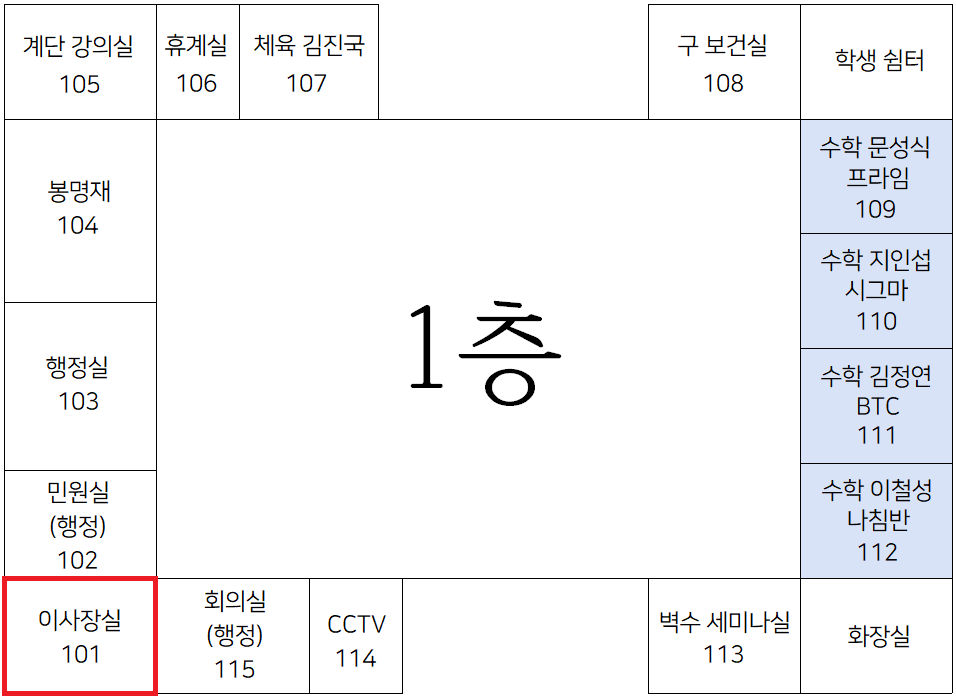 계단 강의실
105
휴계실
106
체육 김진국
107
구 보건실
108
학생 쉼터
봉명재
104
행정실
103
민원실
(행정)
102
이사장실
101
1층
수학 문성식
프라임
109
수학 지인섭
시그마
110
수학 김정연
BTC
111
수학 이철성
나침반
112
회의실
(행정)
115
CCTV
114
벽수 세미나실
113
화장실